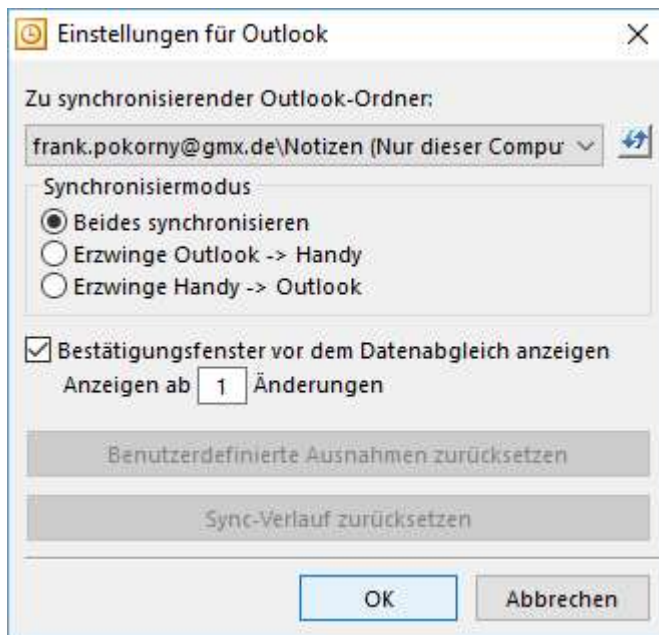 Einstellungen für Outlook
Zu synchronisierender Outlook-Ordner:
frank.pokorny@gmx.de\Notizen (Nur dieser Compu
Synchronisiermodus
Beides synchronisieren
Erzwinge Outlook -> Handy
Erzwinge Handy -> Outlook
Bestätigungsfenster vor dem Datenabgleich anzeigen
Anzeigen ab 1 Änderungen
Benutzerdefinierte Ausnahmen zurücksetzen
Sync-Verlauf zurücksetzen
OK Abbrechen